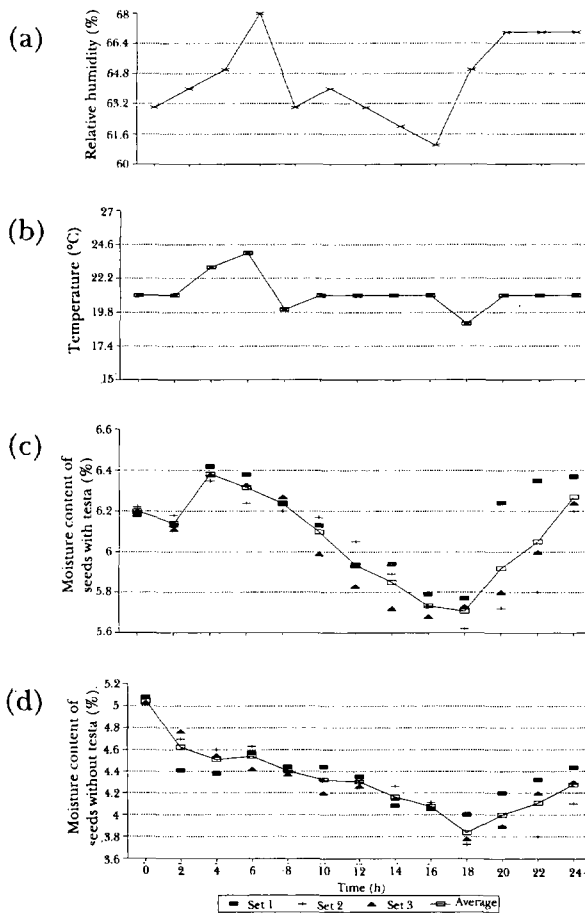 (a)
Relative humidity (%)
68
66.4
64.8
63.2
61.6
60
(b)
Temperature (°C)
27
24.6
22.2
19.8
17.4
15
(c)
Moisture content of
seeds with testa (%)
6.6
6.4
6.2
6
5.8
5.6
(d)
Moisture content of
seeds without testa (%).
5.2
5
4.8
4.6
4.4
4.2
4
3.8
3.6
0 2 4 6 8 10 12 14 16 18 20 22 24
Time (h)
Set 1 Set 2 Set 3 Average